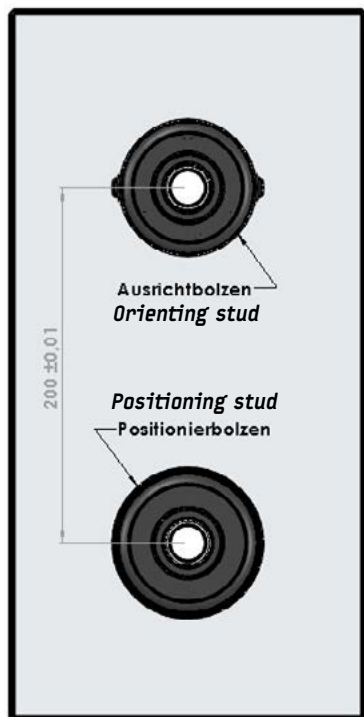 Ausrichtbolzen
Orienting stud
200 ±0,01
Positioning stud
Positionierbolzen